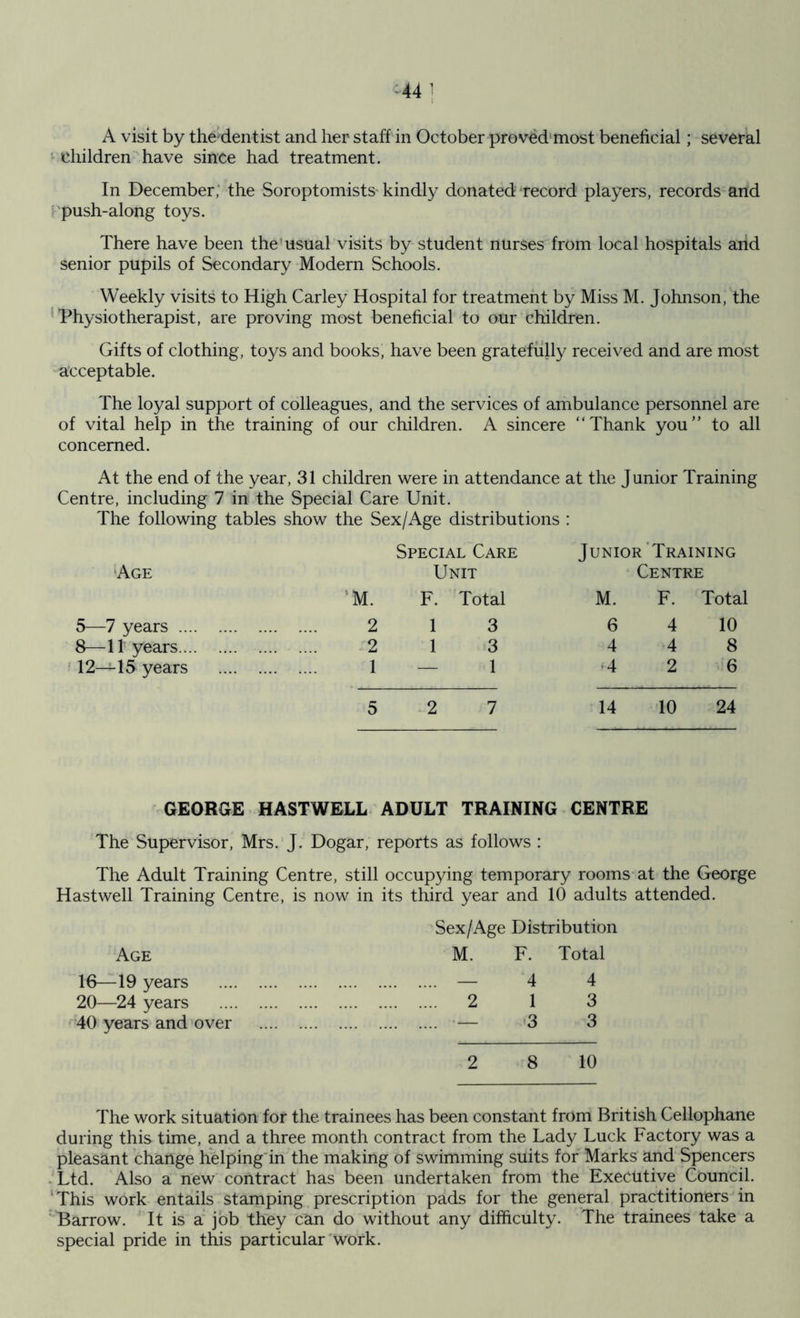 44
A visit by the dentist and her staff in October proved most beneficial ; several
children have since had treatment.
In December, the Soroptomists kindly donated record players, records and
push-along toys.
There have been the usual visits by student nurses from local hospitals and
senior pupils of Secondary Modern Schools.
Weekly visits to High Carley Hospital for treatment by Miss M. Johnson, the
Physiotherapist, are proving most beneficial to our children.
Gifts of clothing, toys and books, have been gratefully received and are most
acceptable.
The loyal support of colleagues, and the services of ambulance personnel are
of vital help in the training of our children. A sincere “Thank you” to all
concerned.
At the end of the year, 31 children were in attendance at the Junior Training
Centre, including 7 in the Special Care Unit.
The following tables show the Sex/Age distributions :
Special Care Junior Training
Age Unit Centre
M. F. Total M. F. Total
5—7 years .... .... .... .... 2 1 3 6 4 10
8—11 years.... .... .... .... 2 1 3 4 4 8
12—15 years .... .... .... 1 — 1 4 2 6
5 2 7 14 10 24
GEORGE HASTWELL ADULT TRAINING CENTRE
The Supervisor, Mrs. J. Dogar, reports as follows :
The Adult Training Centre, still occupying temporary rooms at the George
Hastwell Training Centre, is now in its third year and 10 adults attended.
Sex/Age Distribution
Age M. F. Total
16—19 years .... .... .... .... .... .... — 4 4
20—24 years .... .... .... .... .... .... 2 1 3
40 years and over .... .... .... .... .... — 3 3
2 8 10
The work situation for the trainees has been constant from British Cellophane
during this time, and a three month contract from the Lady Luck Factory was a
pleasant change helping in the making of swimming suits for Marks and Spencers
Ltd. Also a new contract has been undertaken from the Executive Council.
This work entails stamping prescription pads for the general practitioners in
Barrow. It is a job they can do without any difficulty. The trainees take a
special pride in this particular work.